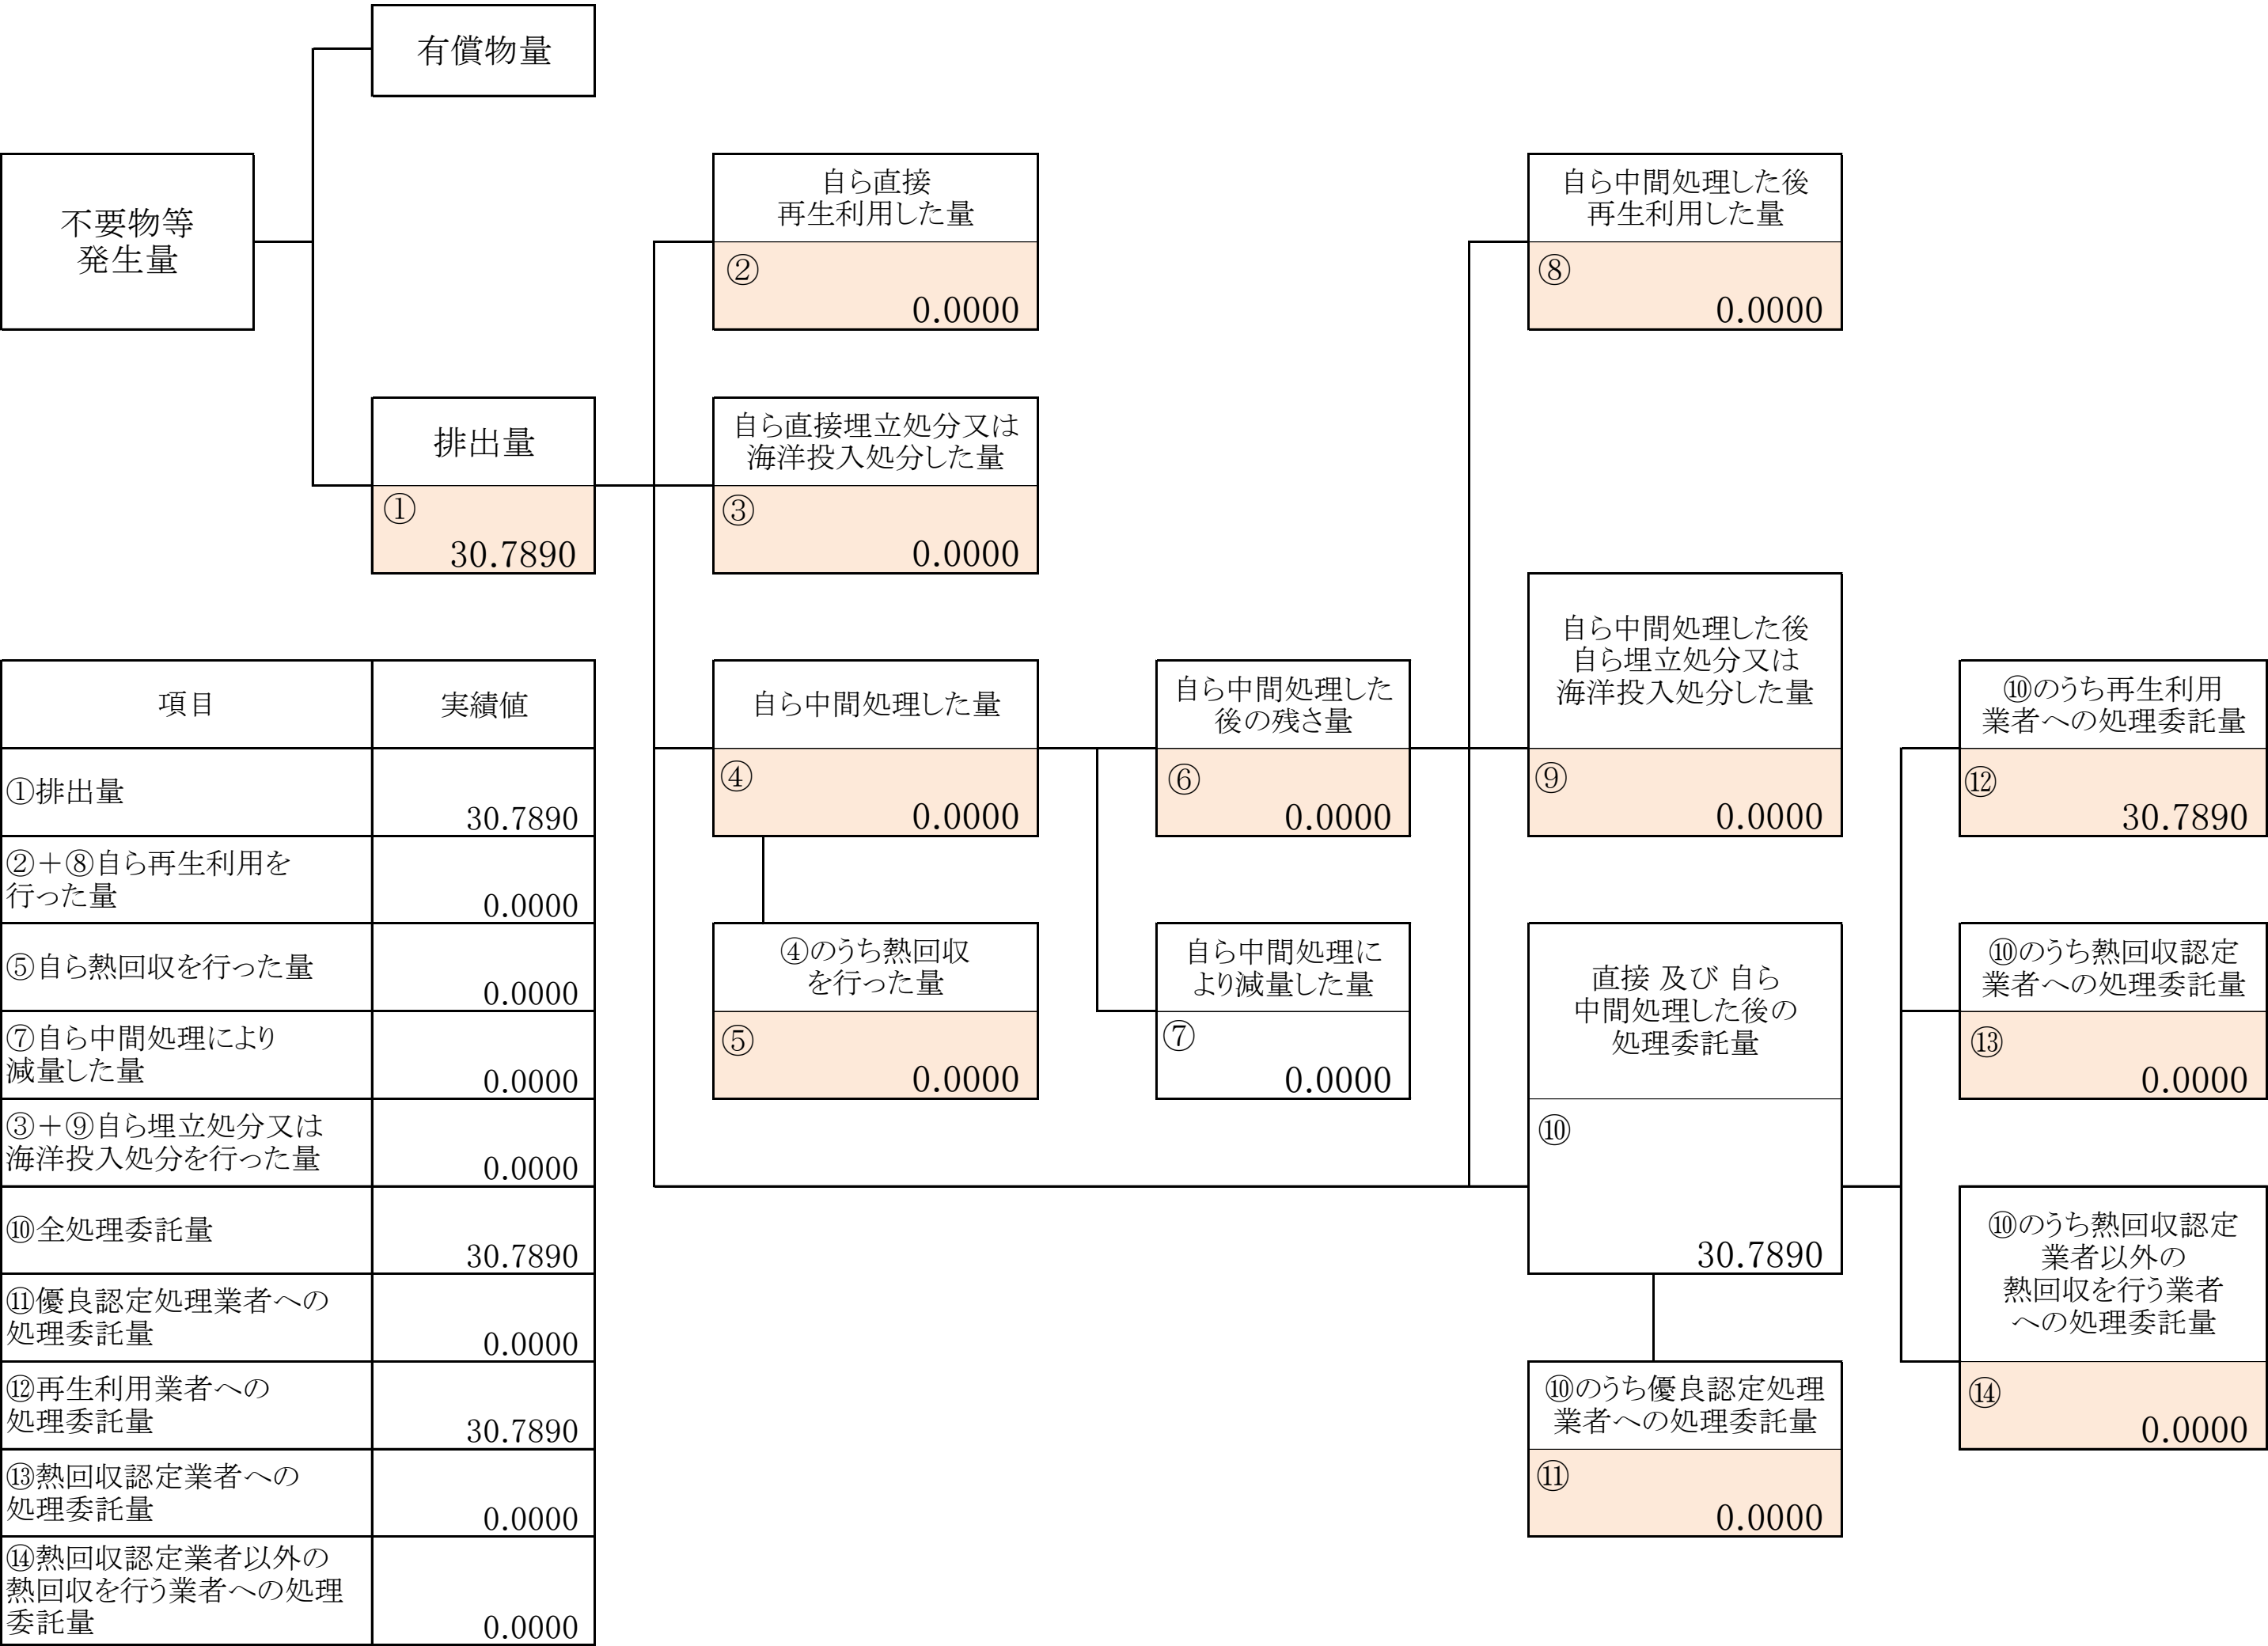 有償物量
不要物等
発生量
自ら直接
再生利用した量
②
0.0000
自ら中間処理した後
再生利用した量
⑧
0.0000
排出量
①
30.7890
自ら直接埋立処分又は
海洋投入処分した量
③
0.0000
自ら中間処理した量
④
0.0000
自ら中間処理した
後の残さ量
⑥
0.0000
自ら中間処理した後
自ら埋立処分又は
海洋投入処分した量
⑨
0.0000
⑩のうち再生利用
業者への処理委託量
⑫
30.7890
④のうち熱回収
を行った量
⑤
0.0000
自ら中間処理に
より減量した量
⑦
0.0000
直接 及び 自ら
中間処理した後の
処理委託量
⑩
30.7890
⑩のうち熱回収認定
業者への処理委託量
⑬
0.0000
⑩のうち熱回収認定
業者以外の
熱回収を行う業者
への処理委託量
⑭
0.0000
⑩のうち優良認定処理
業者への処理委託量
⑪
0.0000
項目
実績値
①排出量
30.7890
②＋⑧自ら再生利用を
行った量
0.0000
⑤自ら熱回収を行った量
0.0000
⑦自ら中間処理により
減量した量
0.0000
③＋⑨自ら埋立処分又は
海洋投入処分を行った量
0.0000
⑩全処理委託量
30.7890
⑪優良認定処理業者への
処理委託量
0.0000
⑫再生利用業者への
処理委託量
30.7890
⑬熱回収認定業者への
処理委託量
0.0000
⑭熱回収認定業者以外の
熱回収を行う業者への処理
委託量
0.0000